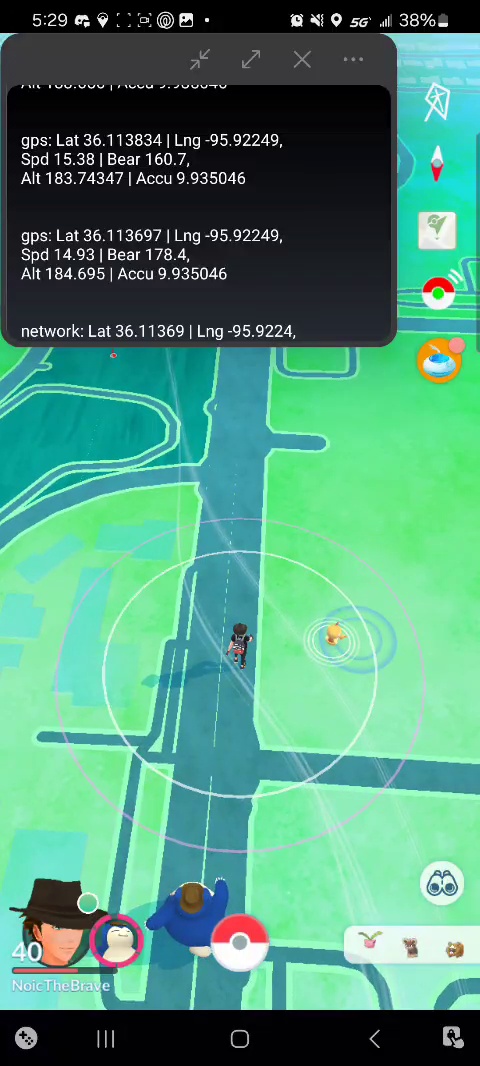 5:29
5G
38%
gps: Lat 36.113834 | Lng -95.92249,
Spd 15.38 | Bear 160.7,
Alt 183.74347 | Accu 9.935046
gps: Lat 36.113697 | Lng -95.92249,
Spd 14.93 | Bear 178.4,
Alt 184.695 | Accu 9.935046
network: Lat 36.11369 | Lng -95.9224,
40
NoicTheBrave